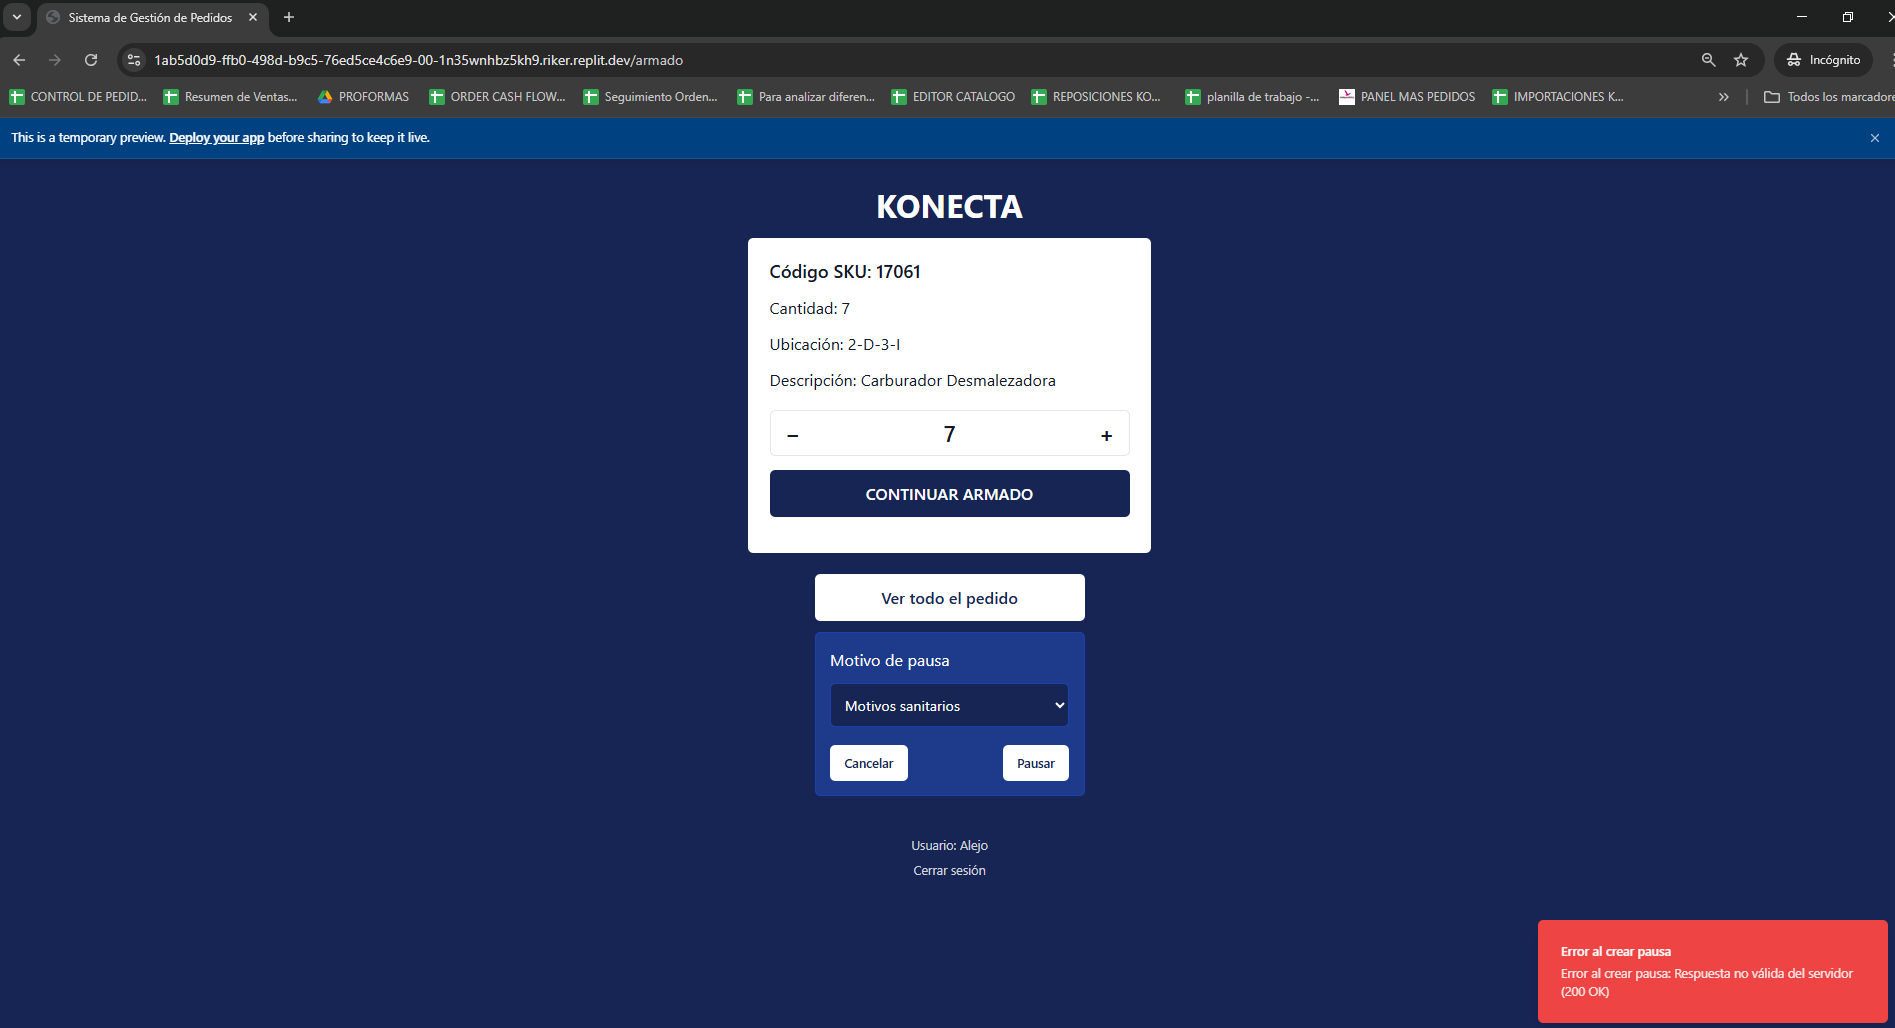 Sistema de Gestión de Pedidos
1ab5d0d9-ffb0-498d-b9c5-76ed5ce4c6e9-00-1n35wnhbz5kh9.riker.replit.dev/armado
Incógnito
CONTROL DE PEDID...
Resumen de Ventas...
PROFORMAS
ORDER CASH FLOW...
Seguimiento Orden...
Para analizar diferen...
EDITOR CATALOGO
REPOSICIONES KO...
planilla de trabajo -...
PANEL MAS PEDIDOS
IMPORTACIONES K...
Todos los marcadore
This is a temporary preview. Deploy your app before sharing to keep it live.
KONECTA
Código SKU: 17061
Cantidad: 7
Ubicación: 2-D-3-I
Descripción: Carburador Desmalezadora
− 7 +
CONTINUAR ARMADO
Ver todo el pedido
Motivo de pausa
Motivos sanitarios
Cancelar
Pausar
Usuario: Alejo
Cerrar sesión
Error al crear pausa
Error al crear pausa: Respuesta no válida del servidor
(200 OK)